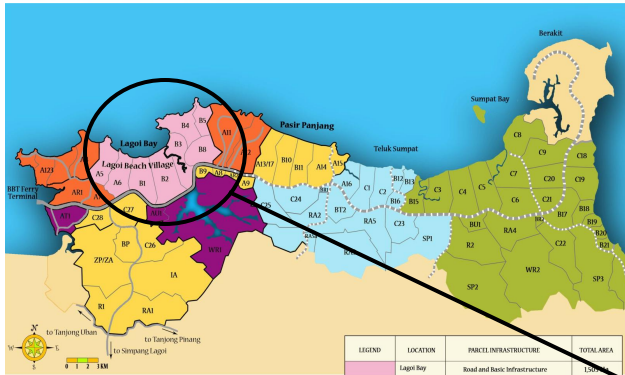 Berakit
Sumpat Bay
Pasir Panjang
Teluk Sumpat
Lagoi Bay
Lagoi Beach Village
BBT Ferry
Terminal
A123
AR1
A11
A5
A6
B1
B2
B3
B4
B5
B8
B9
A8
A9
A13/17
B10
B11
A14
A15
A16
C1
C2
B12
B13
B16
B15
C3
C4
C5
C6
C7
C8
C9
C18
C19
C20
C21
B17
B18
B19
B20
B21
C28
C27
C26
BP
ZP/ZA
IA
R1
RA1
WR1
C25
C24
RA2
BT2
RA5
C23
SP1
BU1
R2
RA4
C22
WR2
SP2
SP3
to Tanjong Uban
to Tanjong Pinang
to Simpang Lagoi
N
W
E
S
0 1 2 3 KM
LEGEND LOCATION PARCEL INFRASTRUCTURE TOTAL AREA
Lagoi Bay Road and Basic Infrastructure